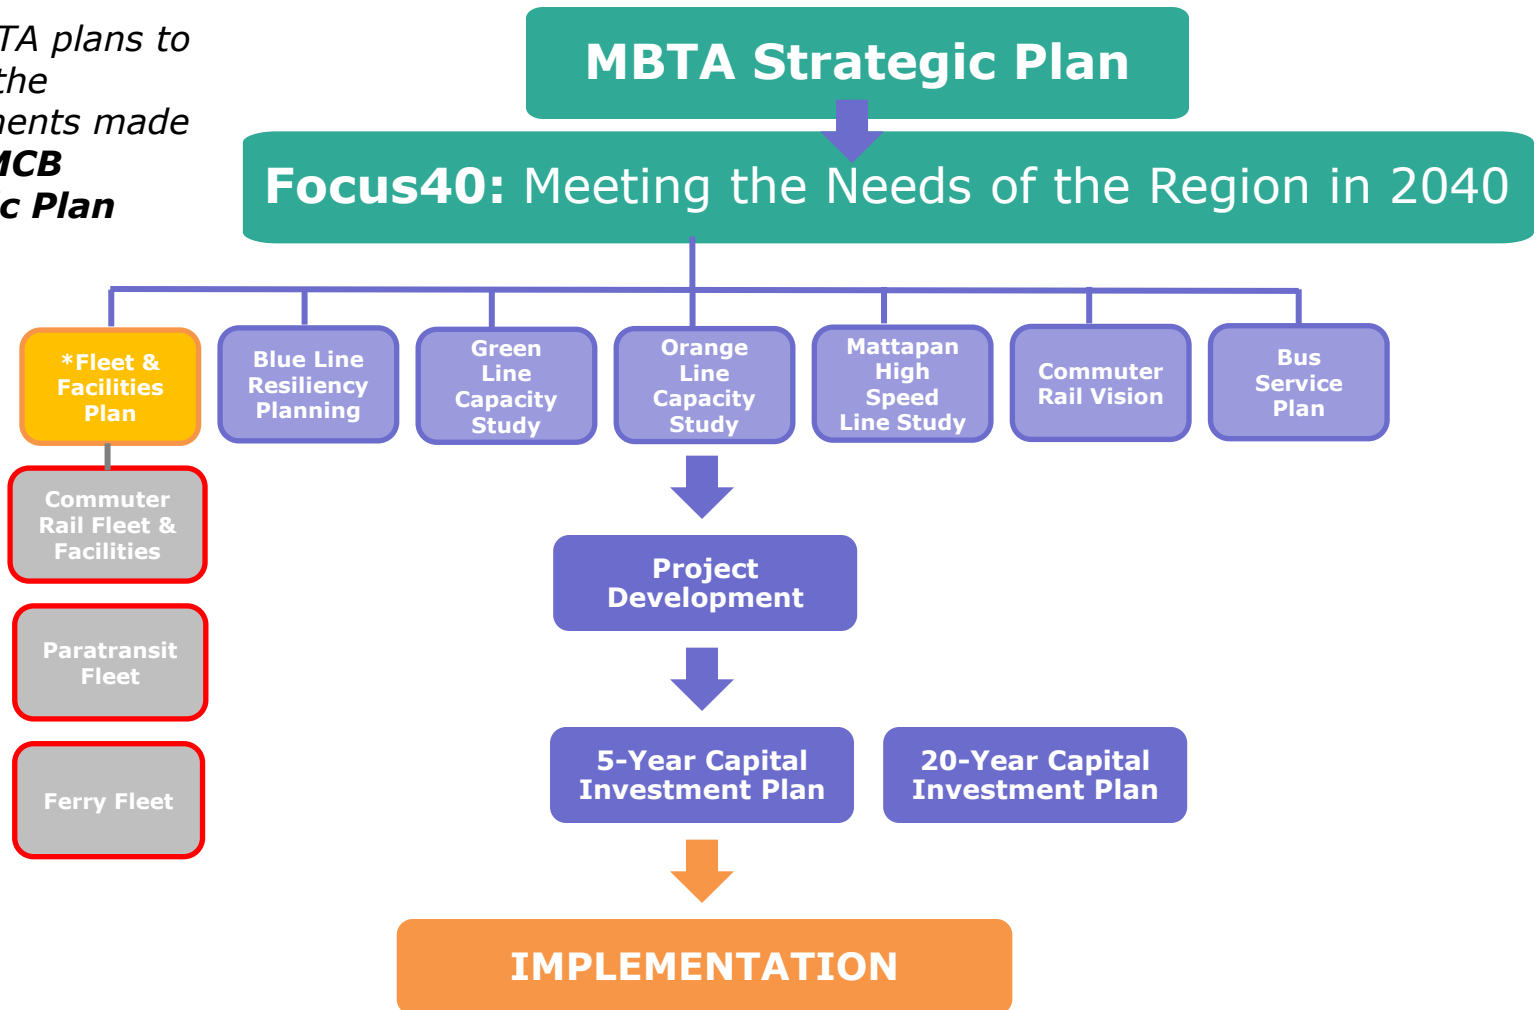 TA plans to
the
ents made
MCB
c Plan
MBTA Strategic Plan
Focus40: Meeting the Needs of the Region in 2040
*Fleet &
Facilities
Plan
Blue Line
Resiliency
Planning
Green
Line
Capacity
Study
Orange
Line
Capacity
Study
Mattapan
High
Speed
Line Study
Commuter
Rail Vision
Bus
Service
Plan
Commuter
Rail Fleet &
Facilities
Paratransit
Fleet
Ferry Fleet
Project
Development
5-Year Capital
Investment Plan
20-Year Capital
Investment Plan
IMPLEMENTATION